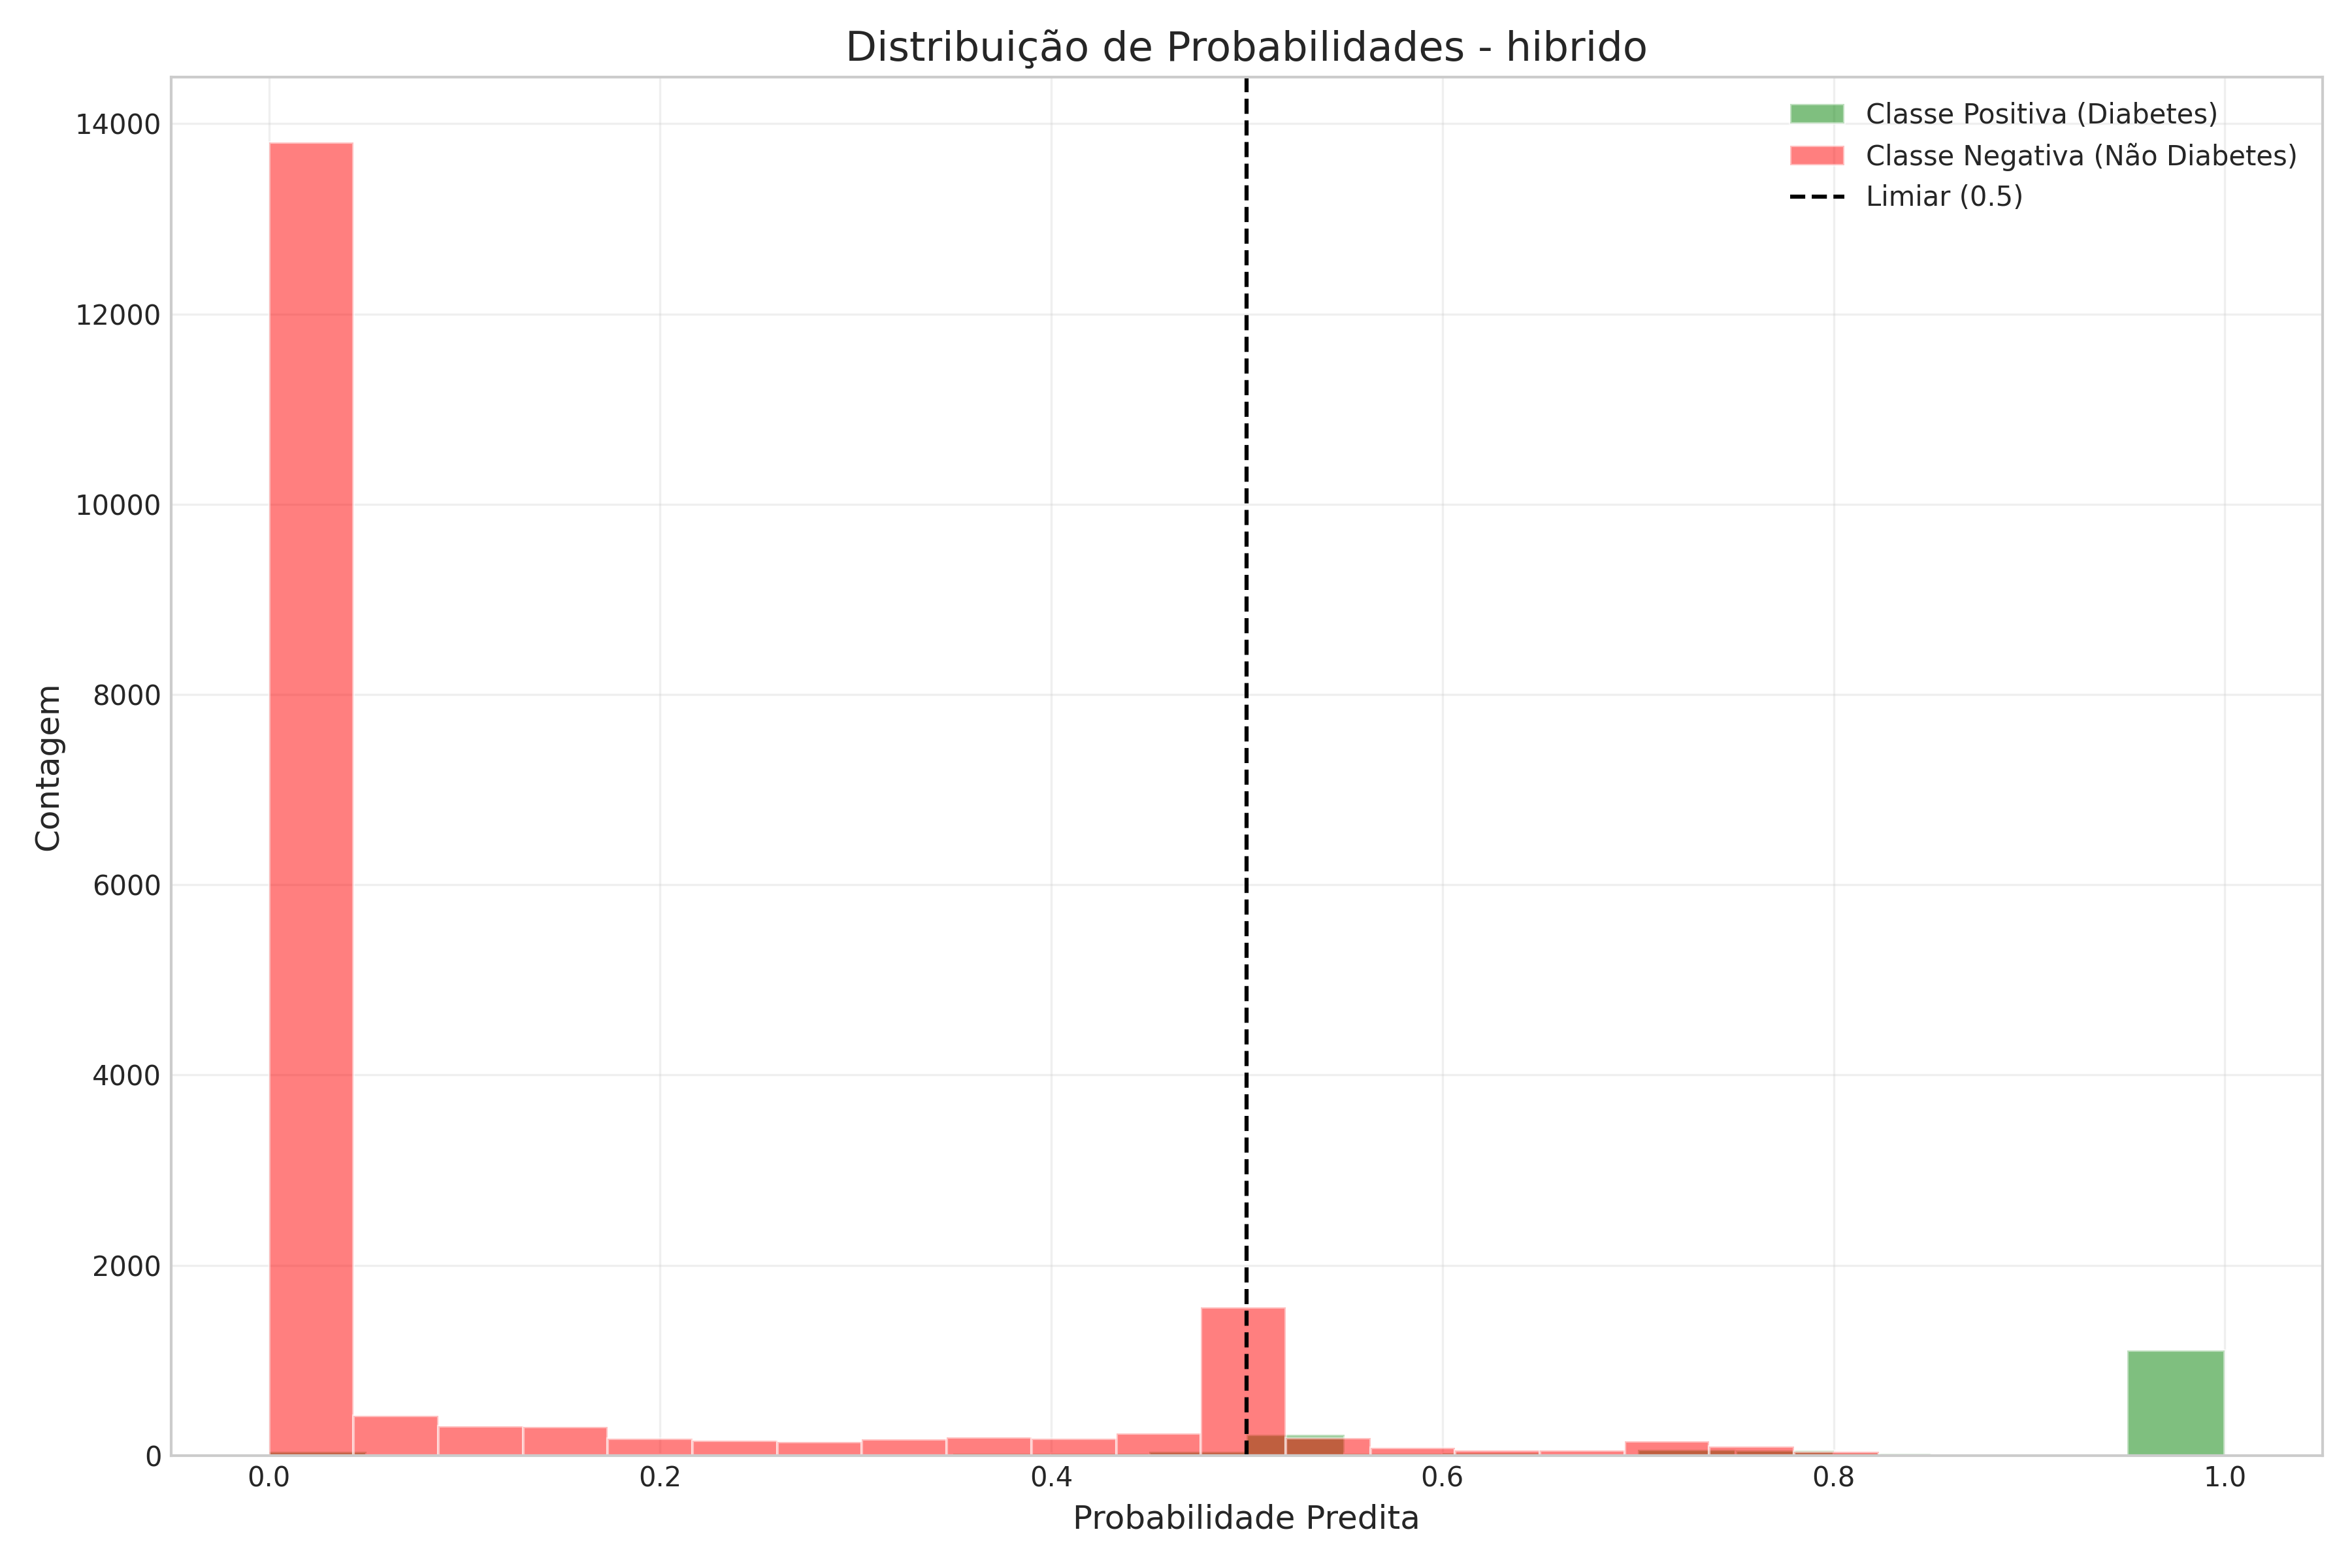 Distribuição de Probabilidades - hibrido
Classe Positiva (Diabetes)
Classe Negativa (Não Diabetes)
Limiar (0.5)
Contagem
14000
12000
10000
8000
6000
4000
2000
0
0.0 0.2 0.4 0.6 0.8 1.0
Probabilidade Predita